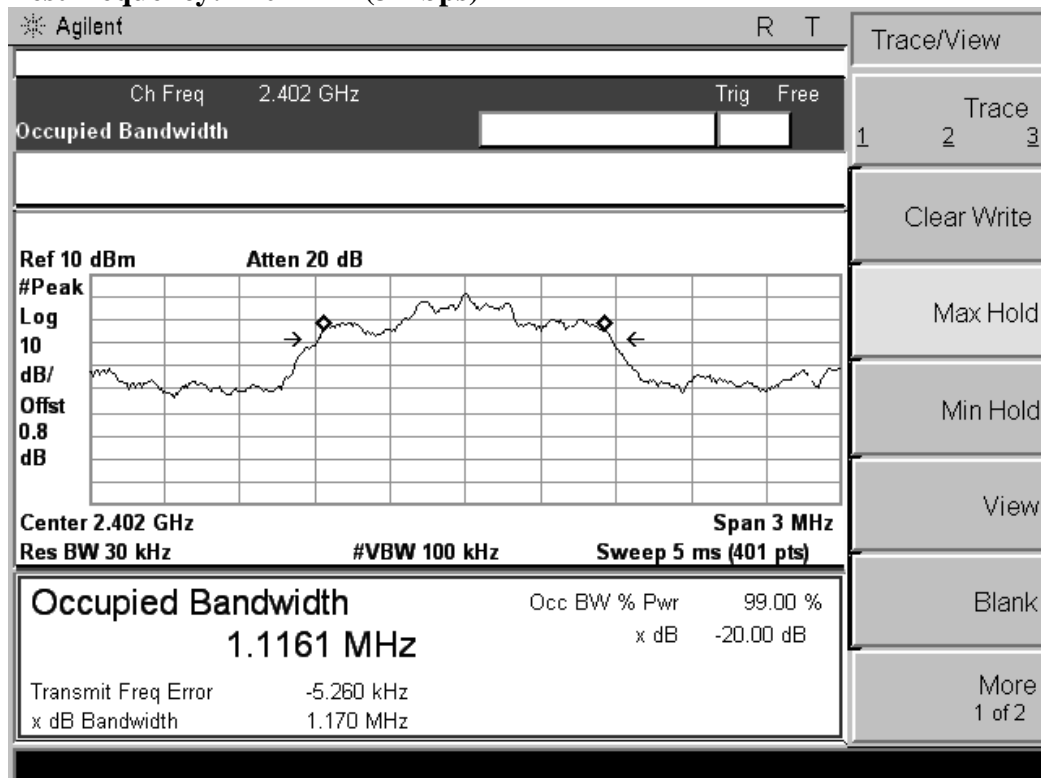 Agilent R T
Trace/View
Ch Freq 2.402 GHz Trig Free
Occupied Bandwidth
Trace
1 2 3
Clear Write
Ref 10 dBm Atten 20 dB
#Peak
Log
10
dB/
Offst
0.8
dB
Max Hold
Min Hold
Center 2.402 GHz Span 3 MHz
Res BW 30 kHz #VBW 100 kHz Sweep 5 ms (401 pts)
View
Occupied Bandwidth
1.1161 MHz
Occ BW % Pwr 99.00 %
x dB -20.00 dB
Transmit Freq Error -5.260 kHz
x dB Bandwidth 1.170 MHz
Blank
More
1 of 2